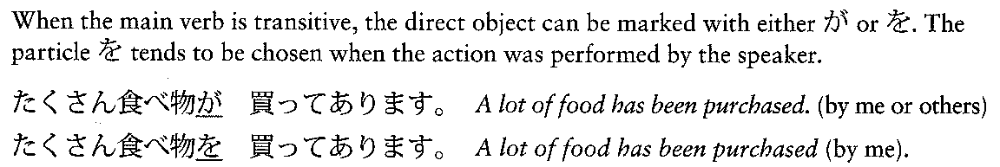 When the main verb is transitive, the direct object can be marked with either が or を. The
particle を tends to be chosen when the action was performed by the speaker.
たくさん食べ物が 買ってあります。 A lot of food has been purchased. (by me or others)
たくさん食べ物を 買ってあります。 A lot of food has been purchased (by me).